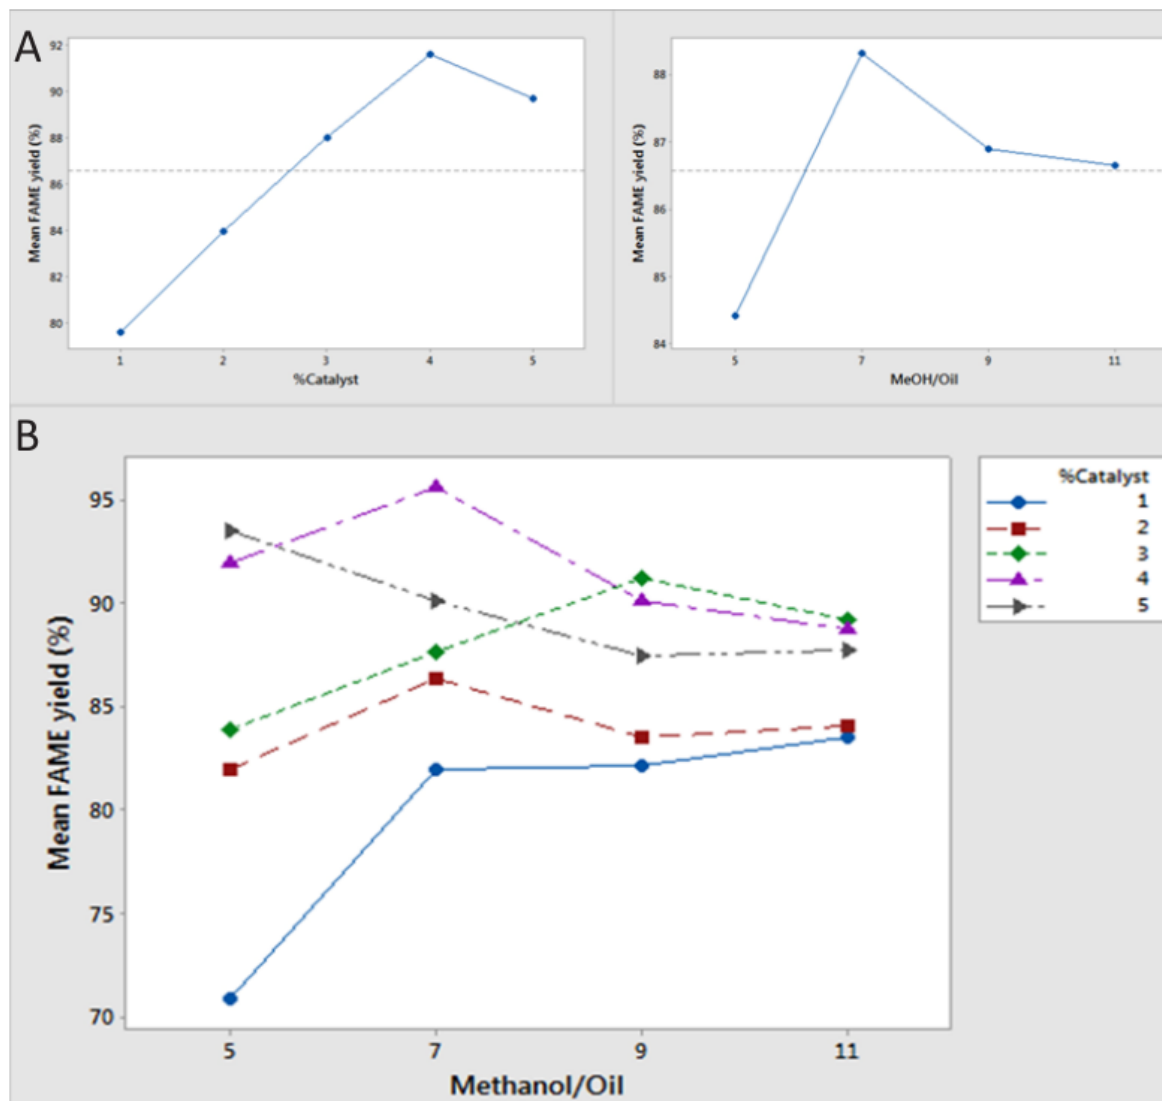 A
Mean FAME yield (%)
92
90
88
86
84
82
80
1 2 3 4 5
%Catalyst
Mean FAME yield (%)
88
87
86
85
84
5 7 9 11
MeOH/Oil
B
Mean FAME yield (%)
95
90
85
80
75
70
5 7 9 11
Methanol/Oil
%Catalyst
1
2
3
4
5